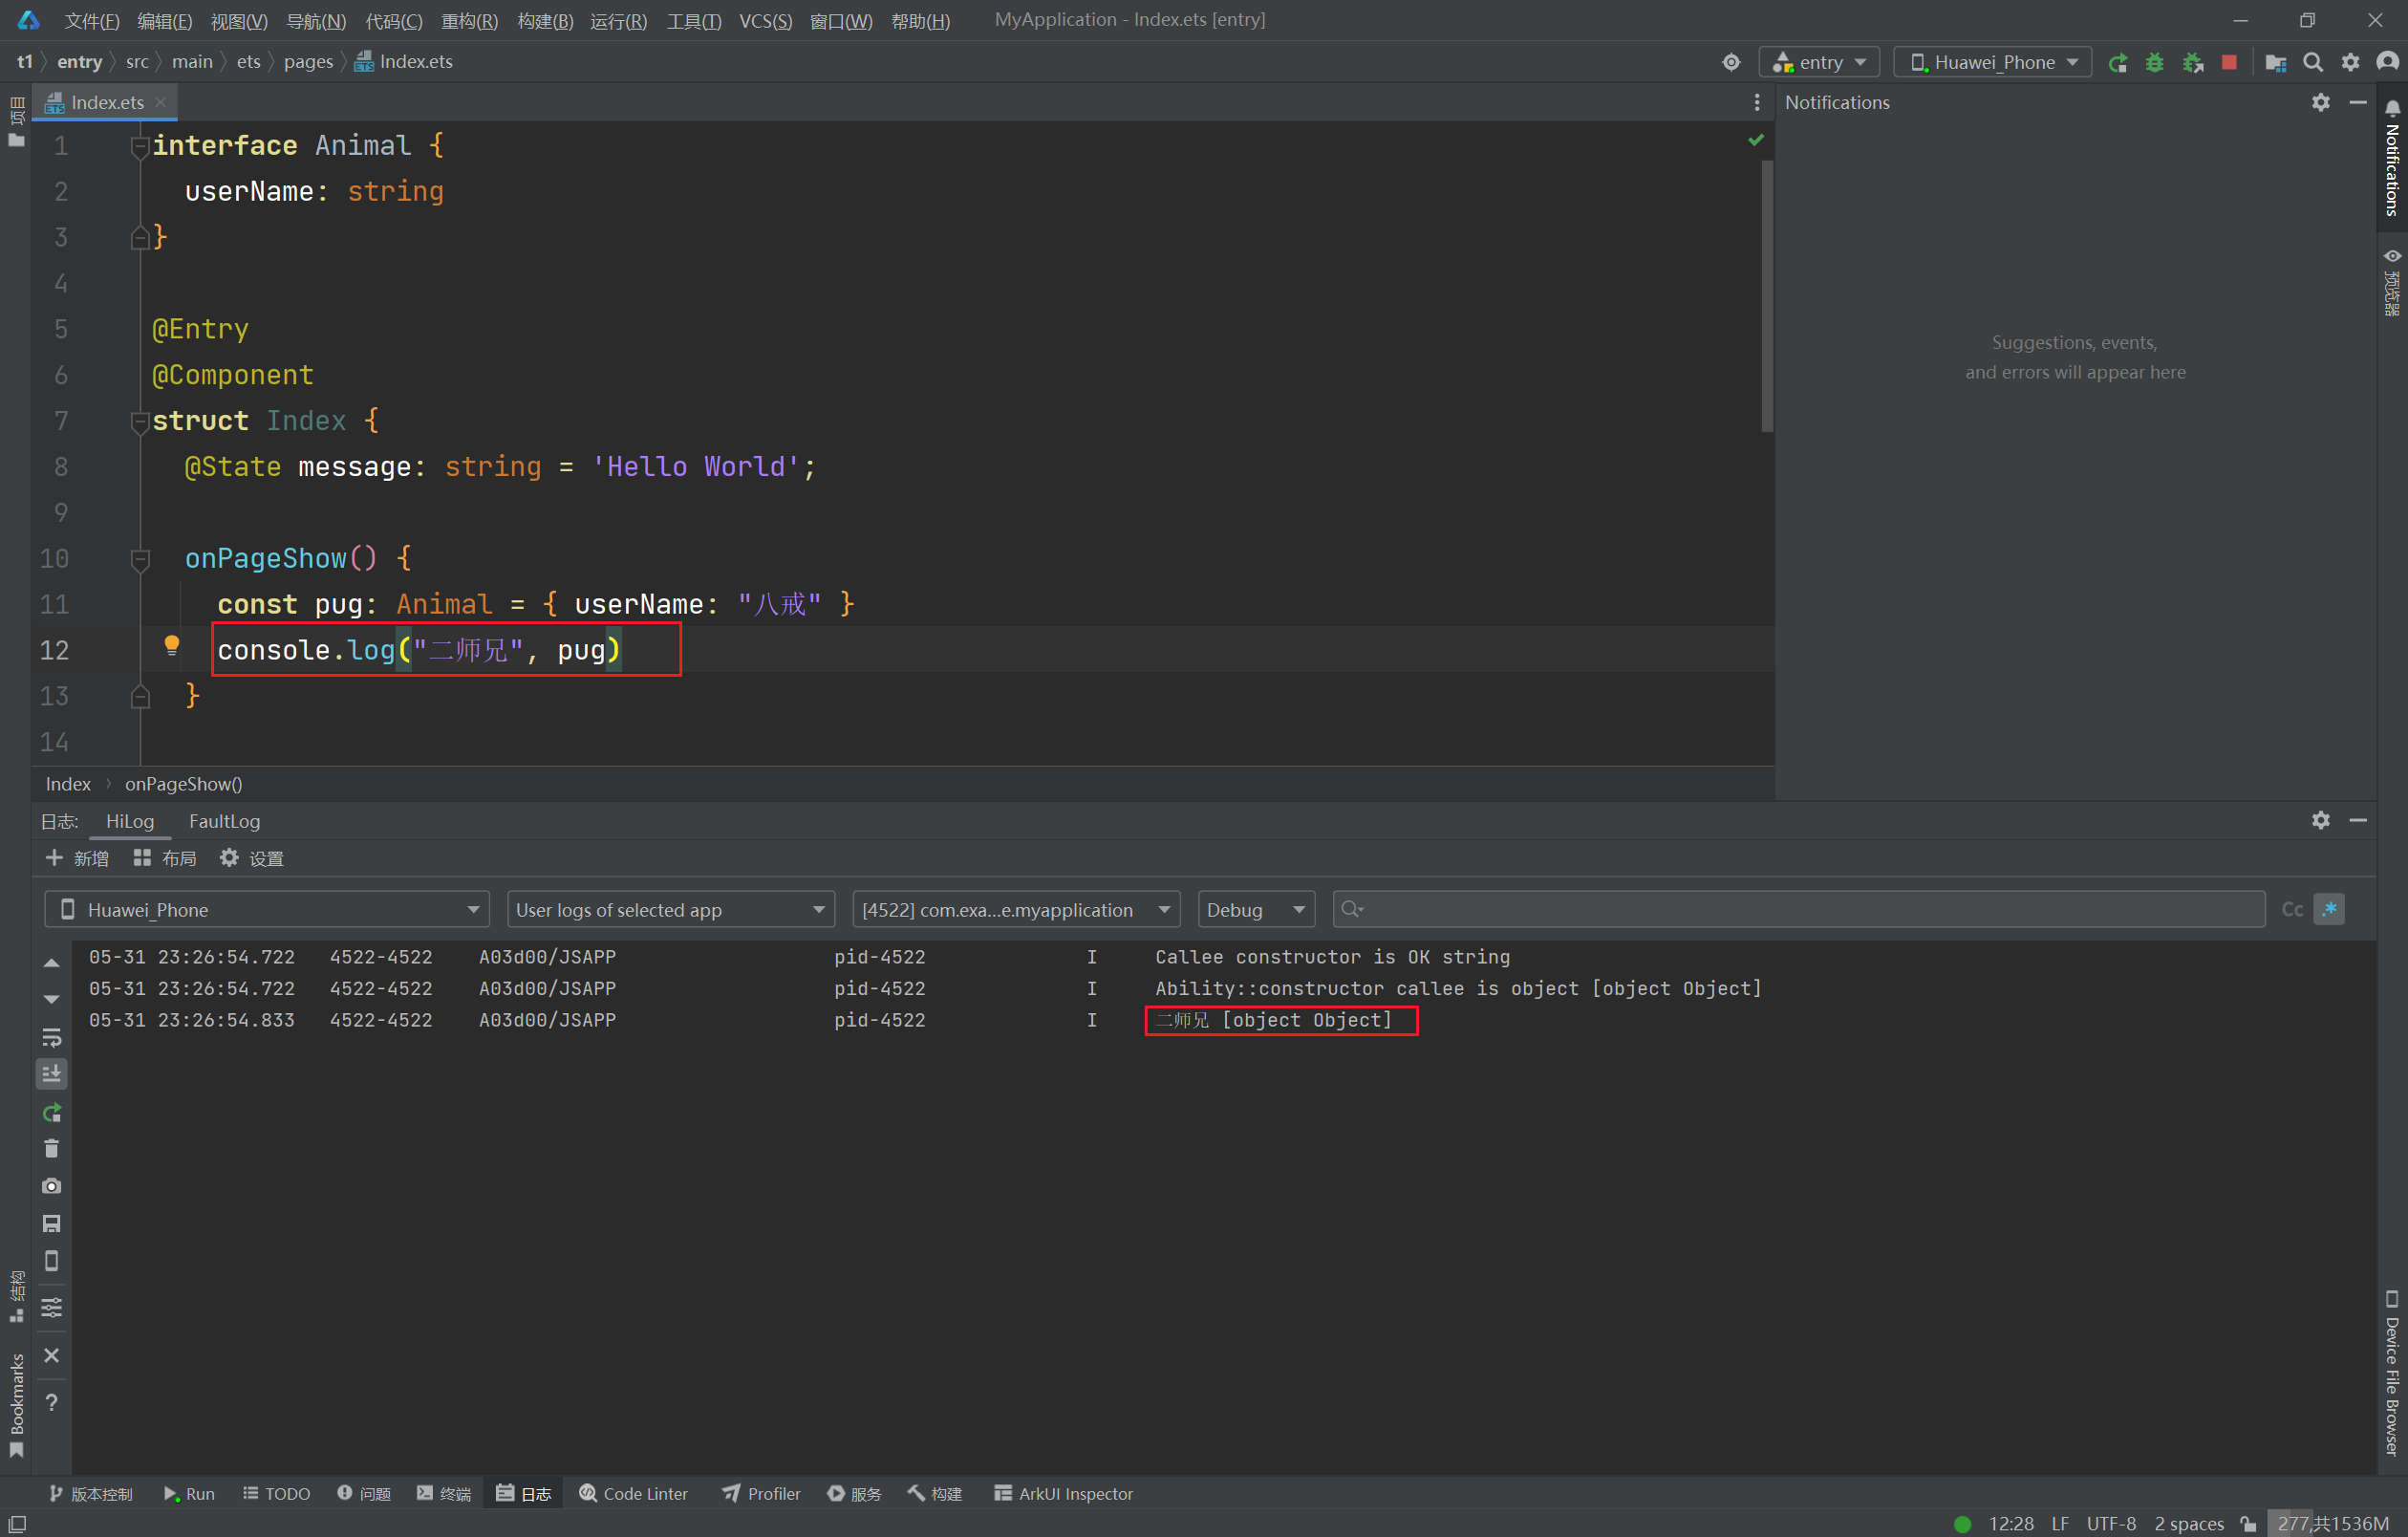 文件(F) 编辑(E) 视图(V) 导航(N) 代码(C) 重构(R) 构建(B) 运行(R) 工具(T) VCS(S) 窗口(W) 帮助(H) MyApplication - Index.ets [entry]
t1 entry src main ets pages Index.ets entry Huawei_Phone
项目
Index.ets
1 interface Animal {
2 userName: string
3 }
4
5 @Entry
6 @Component
7 struct Index {
8 @State message: string = 'Hello World';
9
10 onPageShow() {
11 const pug: Animal = { userName: "八戒" }
12 console.log("二师兄", pug)
13 }
14
Index onPageShow()
Notifications
Suggestions, events,
and errors will appear here
Notifications
预览器
日志: HiLog FaultLog
新增 布局 设置
Huawei_Phone User logs of selected app [4522] com.exa...e.myapplication Debug Cc .*
05-31 23:26:54.722 4522-4522 A03d00/JSAPP pid-4522 I Callee constructor is OK string
05-31 23:26:54.722 4522-4522 A03d00/JSAPP pid-4522 I Ability::constructor callee is object [object Object]
05-31 23:26:54.833 4522-4522 A03d00/JSAPP pid-4522 I 二师兄 [object Object]
结构
Bookmarks
Device File Browser
版本控制 Run TODO 问题 终端 日志 Code Linter Profiler 服务 构建 ArkUI Inspector
12:28 LF UTF-8 2 spaces 277,共1536M